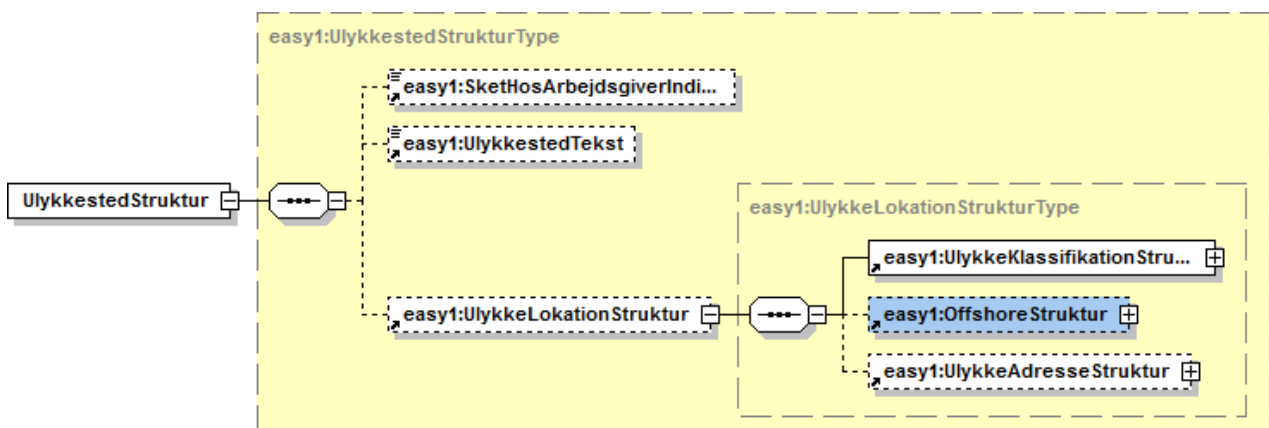 easy1:UlykkestedStrukturType
easy1:SketHosArbejdsgiverIndi...
easy1:UlykkestedTekst
UlykkestedStruktur
easy1:UlykkeLokationStrukturType
easy1:UlykkeKlassifikationStru...
easy1:UlykkeLokationStruktur
easy1:OffshoreStruktur
easy1:UlykkeAdresseStruktur